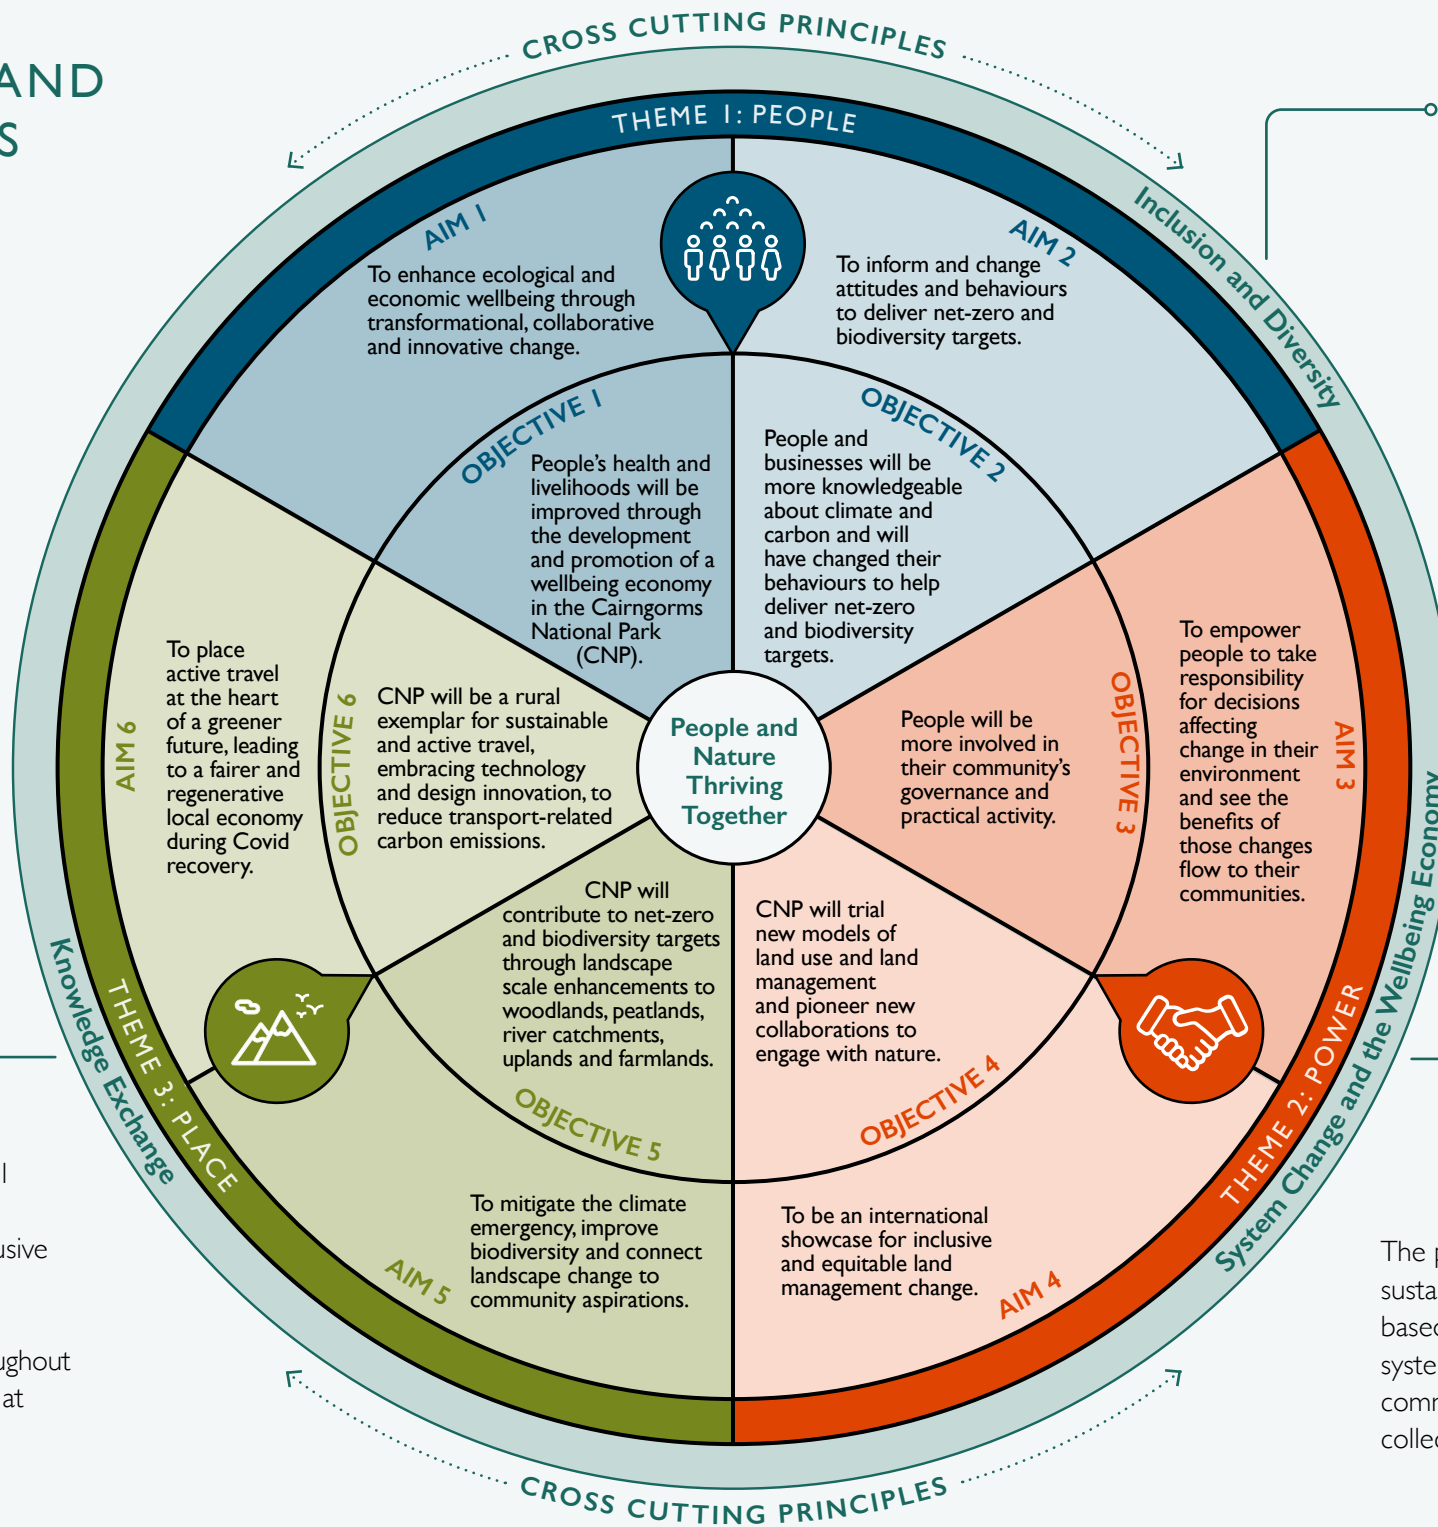 AND
S
CROSS CUTTING PRINCIPLES
THEME 1: PEOPLE
AIM 1
To enhance ecological and
economic wellbeing through
transformational, collaborative
and innovative change.
AIM 2
To inform and change
attitudes and behaviours
to deliver net-zero and
biodiversity targets.
Inclusion and Diversity
OBJECTIVE 1
People's health and
livelihoods will be
improved through
the development
and promotion of a
wellbeing economy
in the Cairngorms
National Park
(CNP).
OBJECTIVE 2
People and
businesses will be
more knowledgeable
about climate and
carbon and will
have changed their
behaviours to help
deliver net-zero
and biodiversity
targets.
AIM 6
To place
active travel
at the heart
of a greener
future, leading
to a fairer and
regenerative
local economy
during Covid
recovery.
OBJECTIVE 6
CNP will be a rural
exemplar for sustainable
and active travel,
embracing technology
and design innovation, to
reduce transport-related
carbon emissions.
People and
Nature
Thriving
Together
People will be
more involved in
their community's
governance and
practical activity.
OBJECTIVE 3
To empower
people to take
responsibility
for decisions
affecting
change in their
environment
and see the
benefits of
those changes
flow to their
communities.
AIM 3
System Change and the Wellbeing Economy
THEME 2: POWER
CNP will
contribute to net-zero
and biodiversity targets
through landscape
scale enhancements to
woodlands, peatlands,
river catchments,
uplands and farmlands.
OBJECTIVE 5
CNP will trial
new models of
land use and land
management
and pioneer new
collaborations to
engage with nature.
OBJECTIVE 4
Knowledge Exchange
THEME 3: PLACE
To mitigate the climate
emergency, improve
biodiversity and connect
landscape change to
community aspirations.
AIM 5
To be an international
showcase for inclusive
and equitable land
management change.
AIM 4
CROSS CUTTING PRINCIPLES
at
The